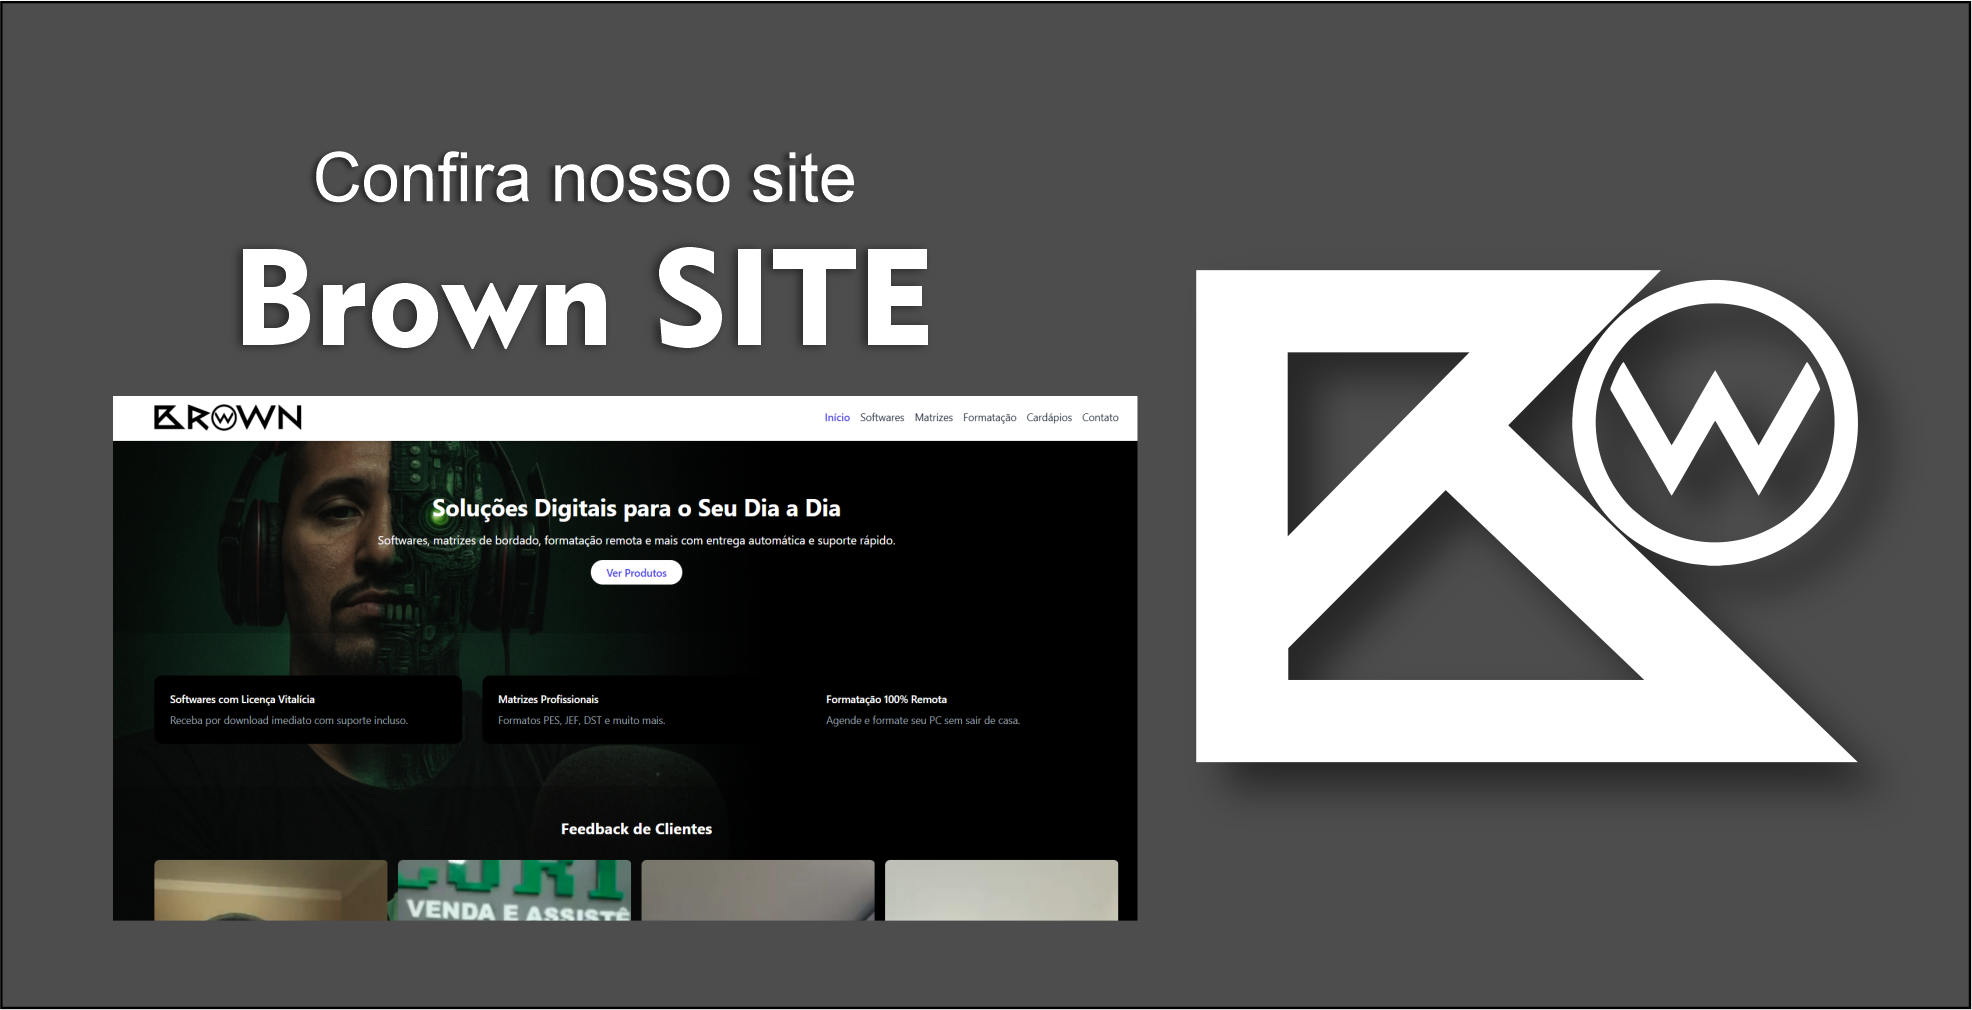 Confira nosso site
Brown SITE
BROWN
Início Softwares Matrizes Formatação Cardápios Contato
Soluções Digitais para o Seu Dia a Dia
Softwares, matrizes de bordado, formatação remota e mais com entrega automática e suporte rápido.
Ver Produtos
Softwares com Licença Vitalícia
Receba por download imediato com suporte incluso.
Matrizes Profissionais
Formatos PES, JEF, DST e muito mais.
Formatação 100% Remota
Agende e formate seu PC sem sair de casa.
Feedback de Clientes
VENDA E ASSISTÊ
B W